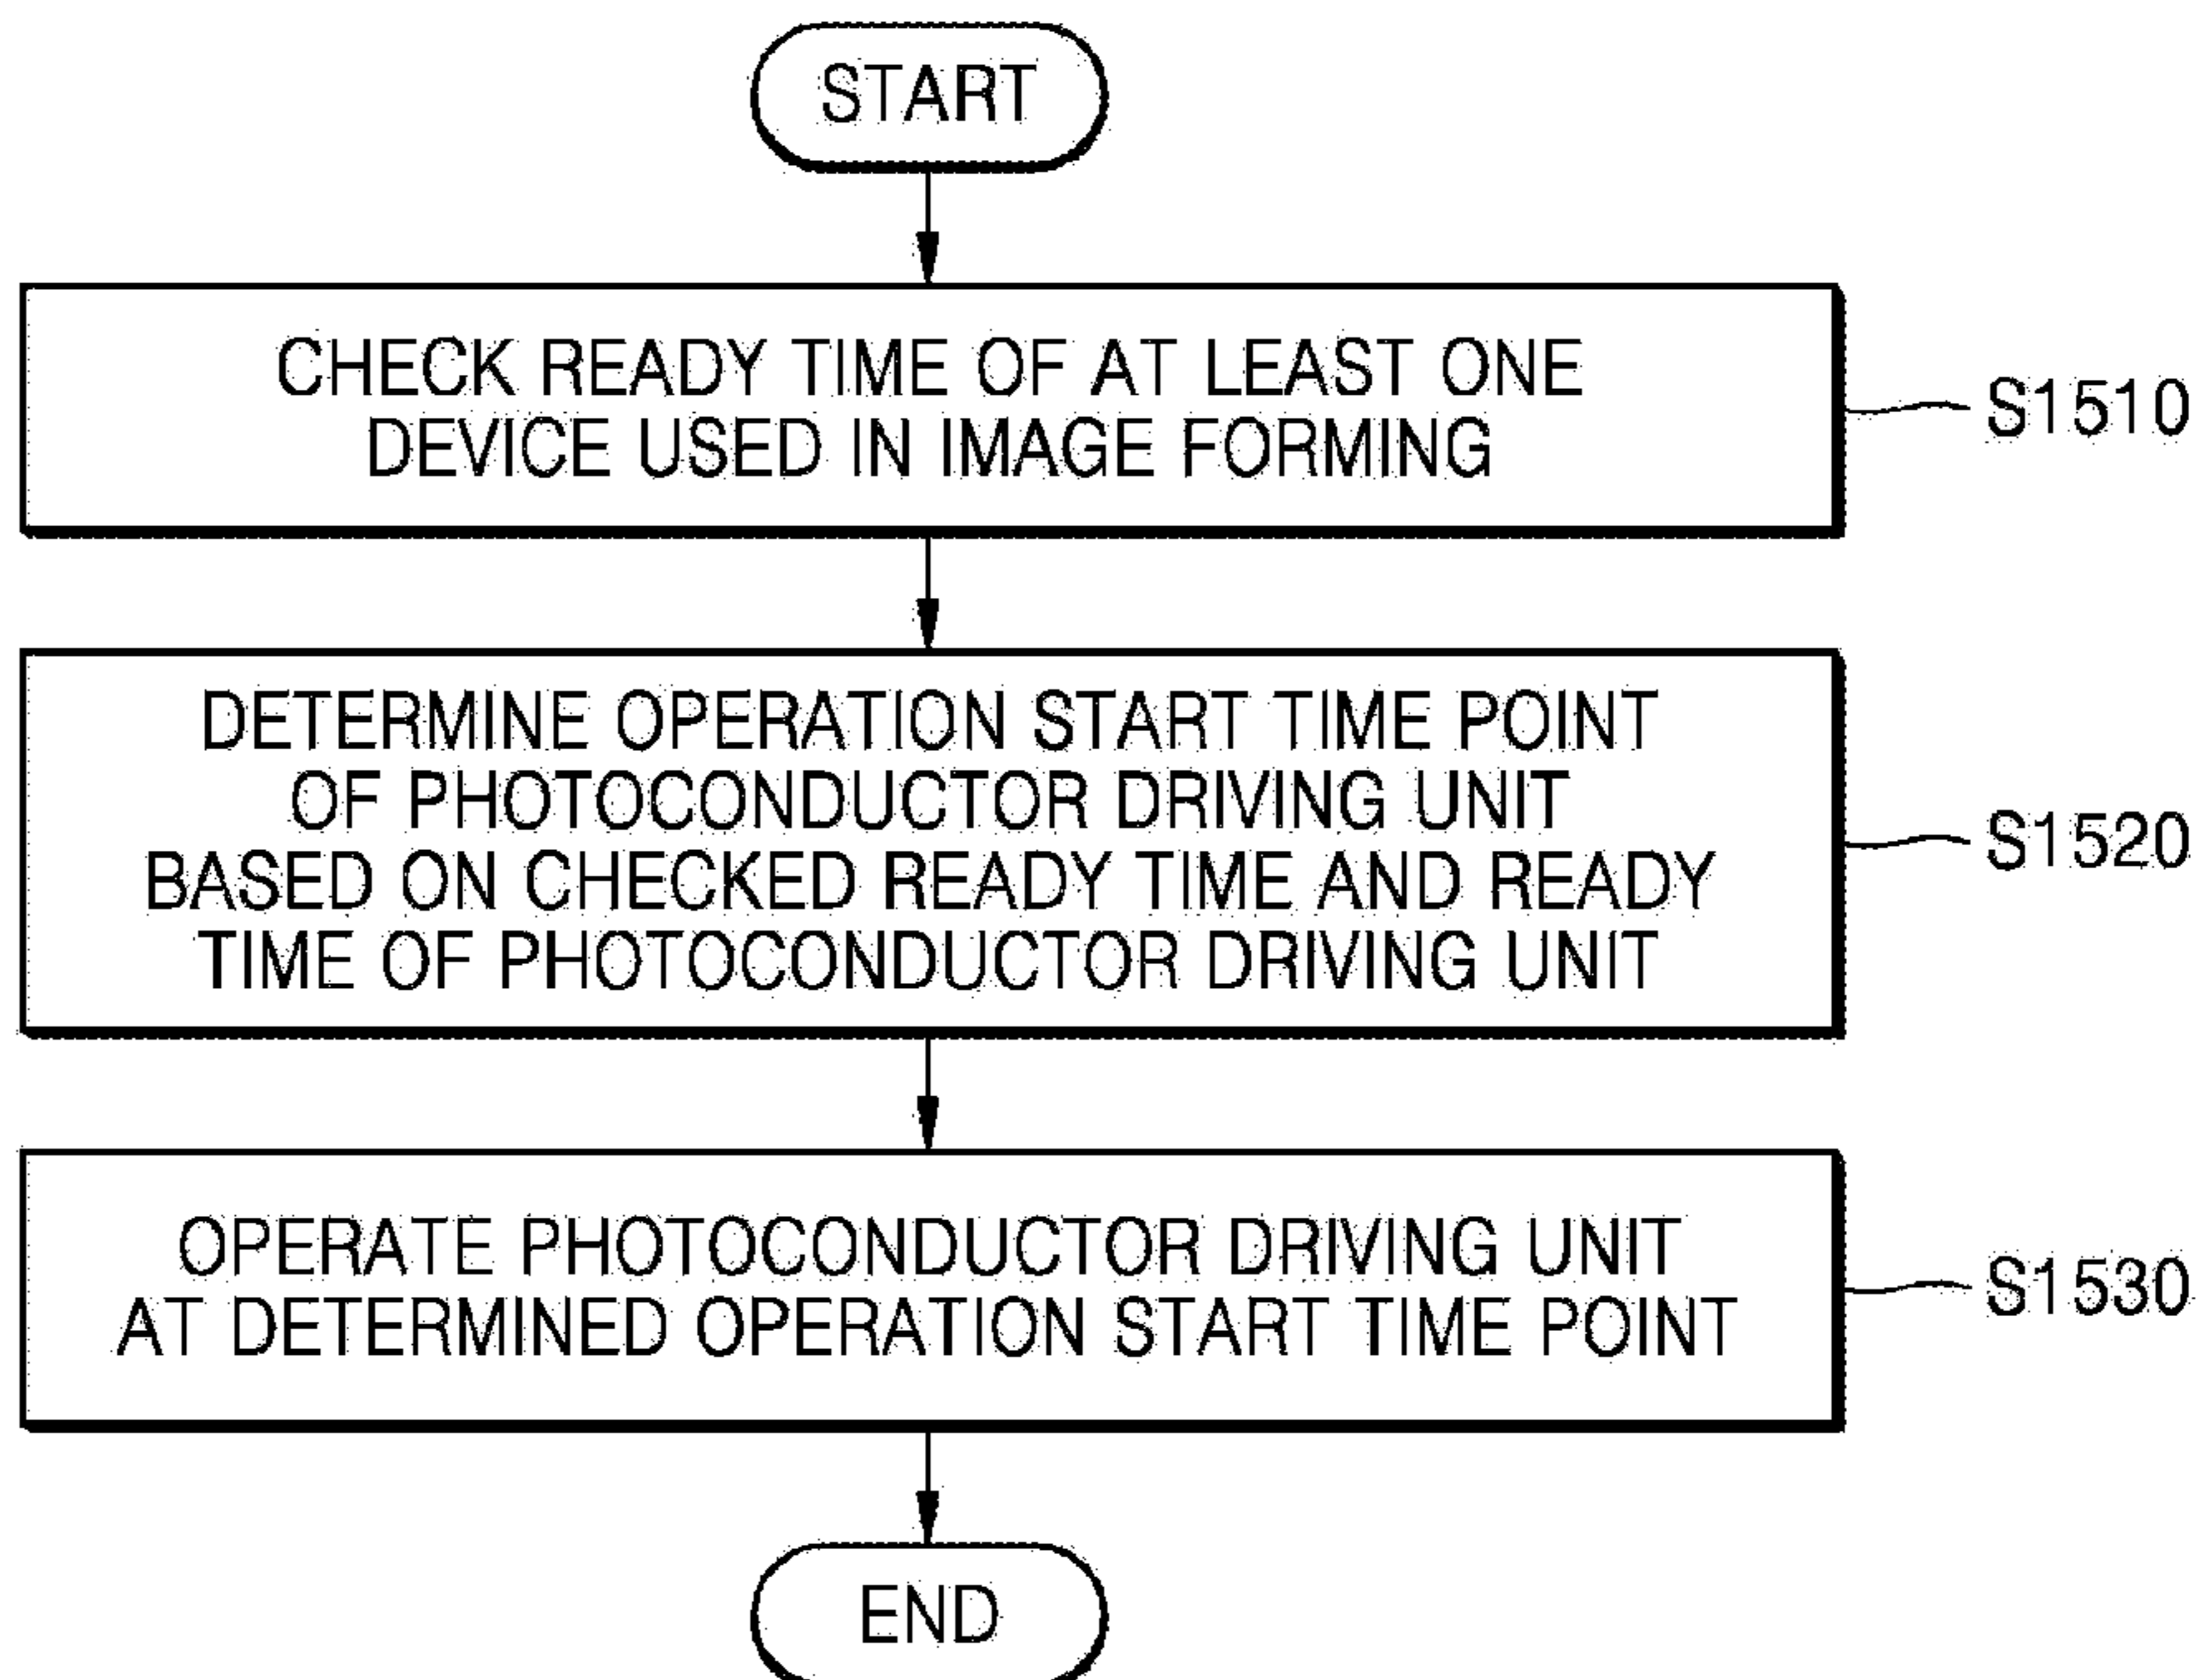 START
CHECK READY TIME OF AT LEAST ONE
DEVICE USED IN IMAGE FORMING
S1510
DETERMINE OPERATION START TIME POINT
OF PHOTOCONDUCTOR DRIVING UNIT
BASED ON CHECKED READY TIME AND READY
TIME OF PHOTOCONDUCTOR DRIVING UNIT
S1520
OPERATE PHOTOCONDUCTOR DRIVING UNIT
AT DETERMINED OPERATION START TIME POINT
S1530
END